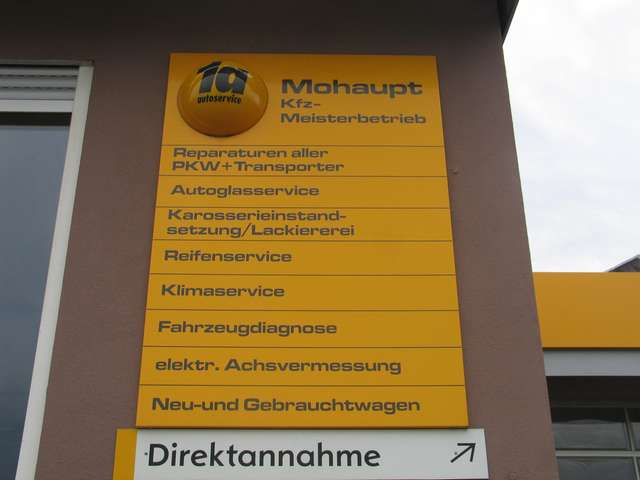 1a
autoservice
Mohaupt
Kfz-
Meisterbetrieb
Reparaturen aller
PKW+Transporter
Autoglasservice
Karosserieinstand-
setzung/Lackiererei
Reifenservice
Klimaservice
Fahrzeugdiagnose
elektr. Achsvermessung
Neu-und Gebrauchtwagen
Direktannahme